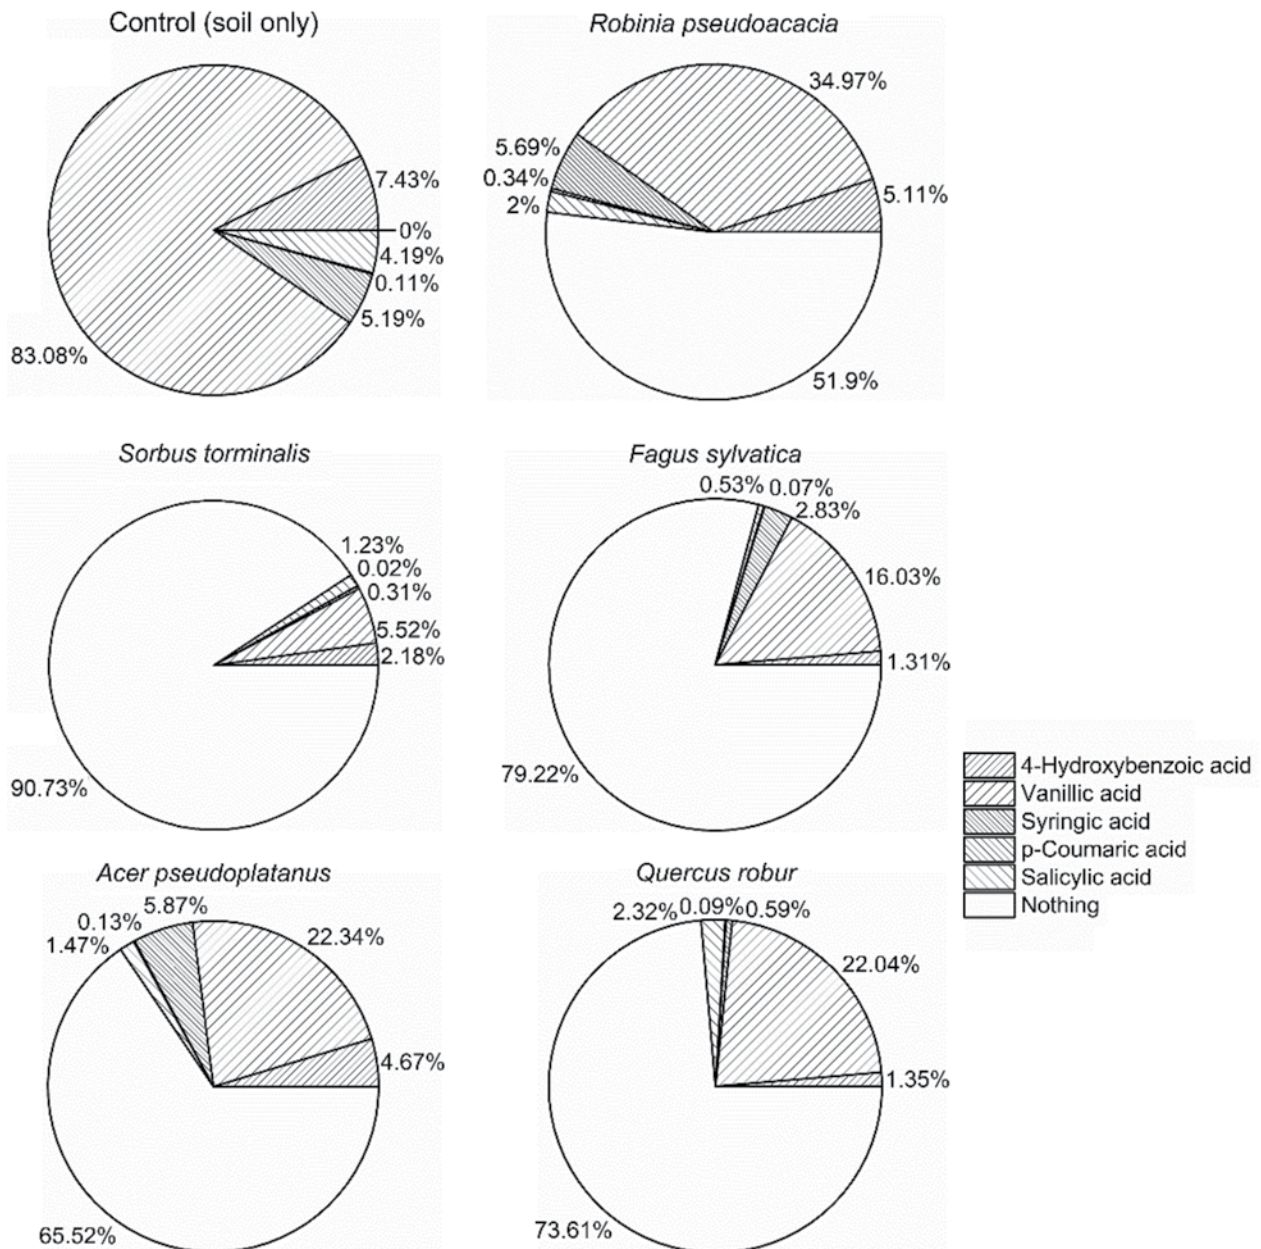 Control (soil only)
7.43%
0%
4.19%
0.11%
5.19%
83.08%
Robinia pseudoacacia
34.97%
5.69%
0.34%
2%
5.11%
51.9%
Sorbus torminalis
1.23%
0.02%
0.31%
5.52%
2.18%
90.73%
Fagus sylvatica
0.53% 0.07%
2.83%
16.03%
1.31%
79.22%
4-Hydroxybenzoic acid
Vanillic acid
Syringic acid
p-Coumaric acid
Salicylic acid
Nothing
Acer pseudoplatanus
5.87%
0.13%
1.47%
22.34%
4.67%
65.52%
Quercus robur
2.32% 0.09% 0.59%
22.04%
1.35%
73.61%